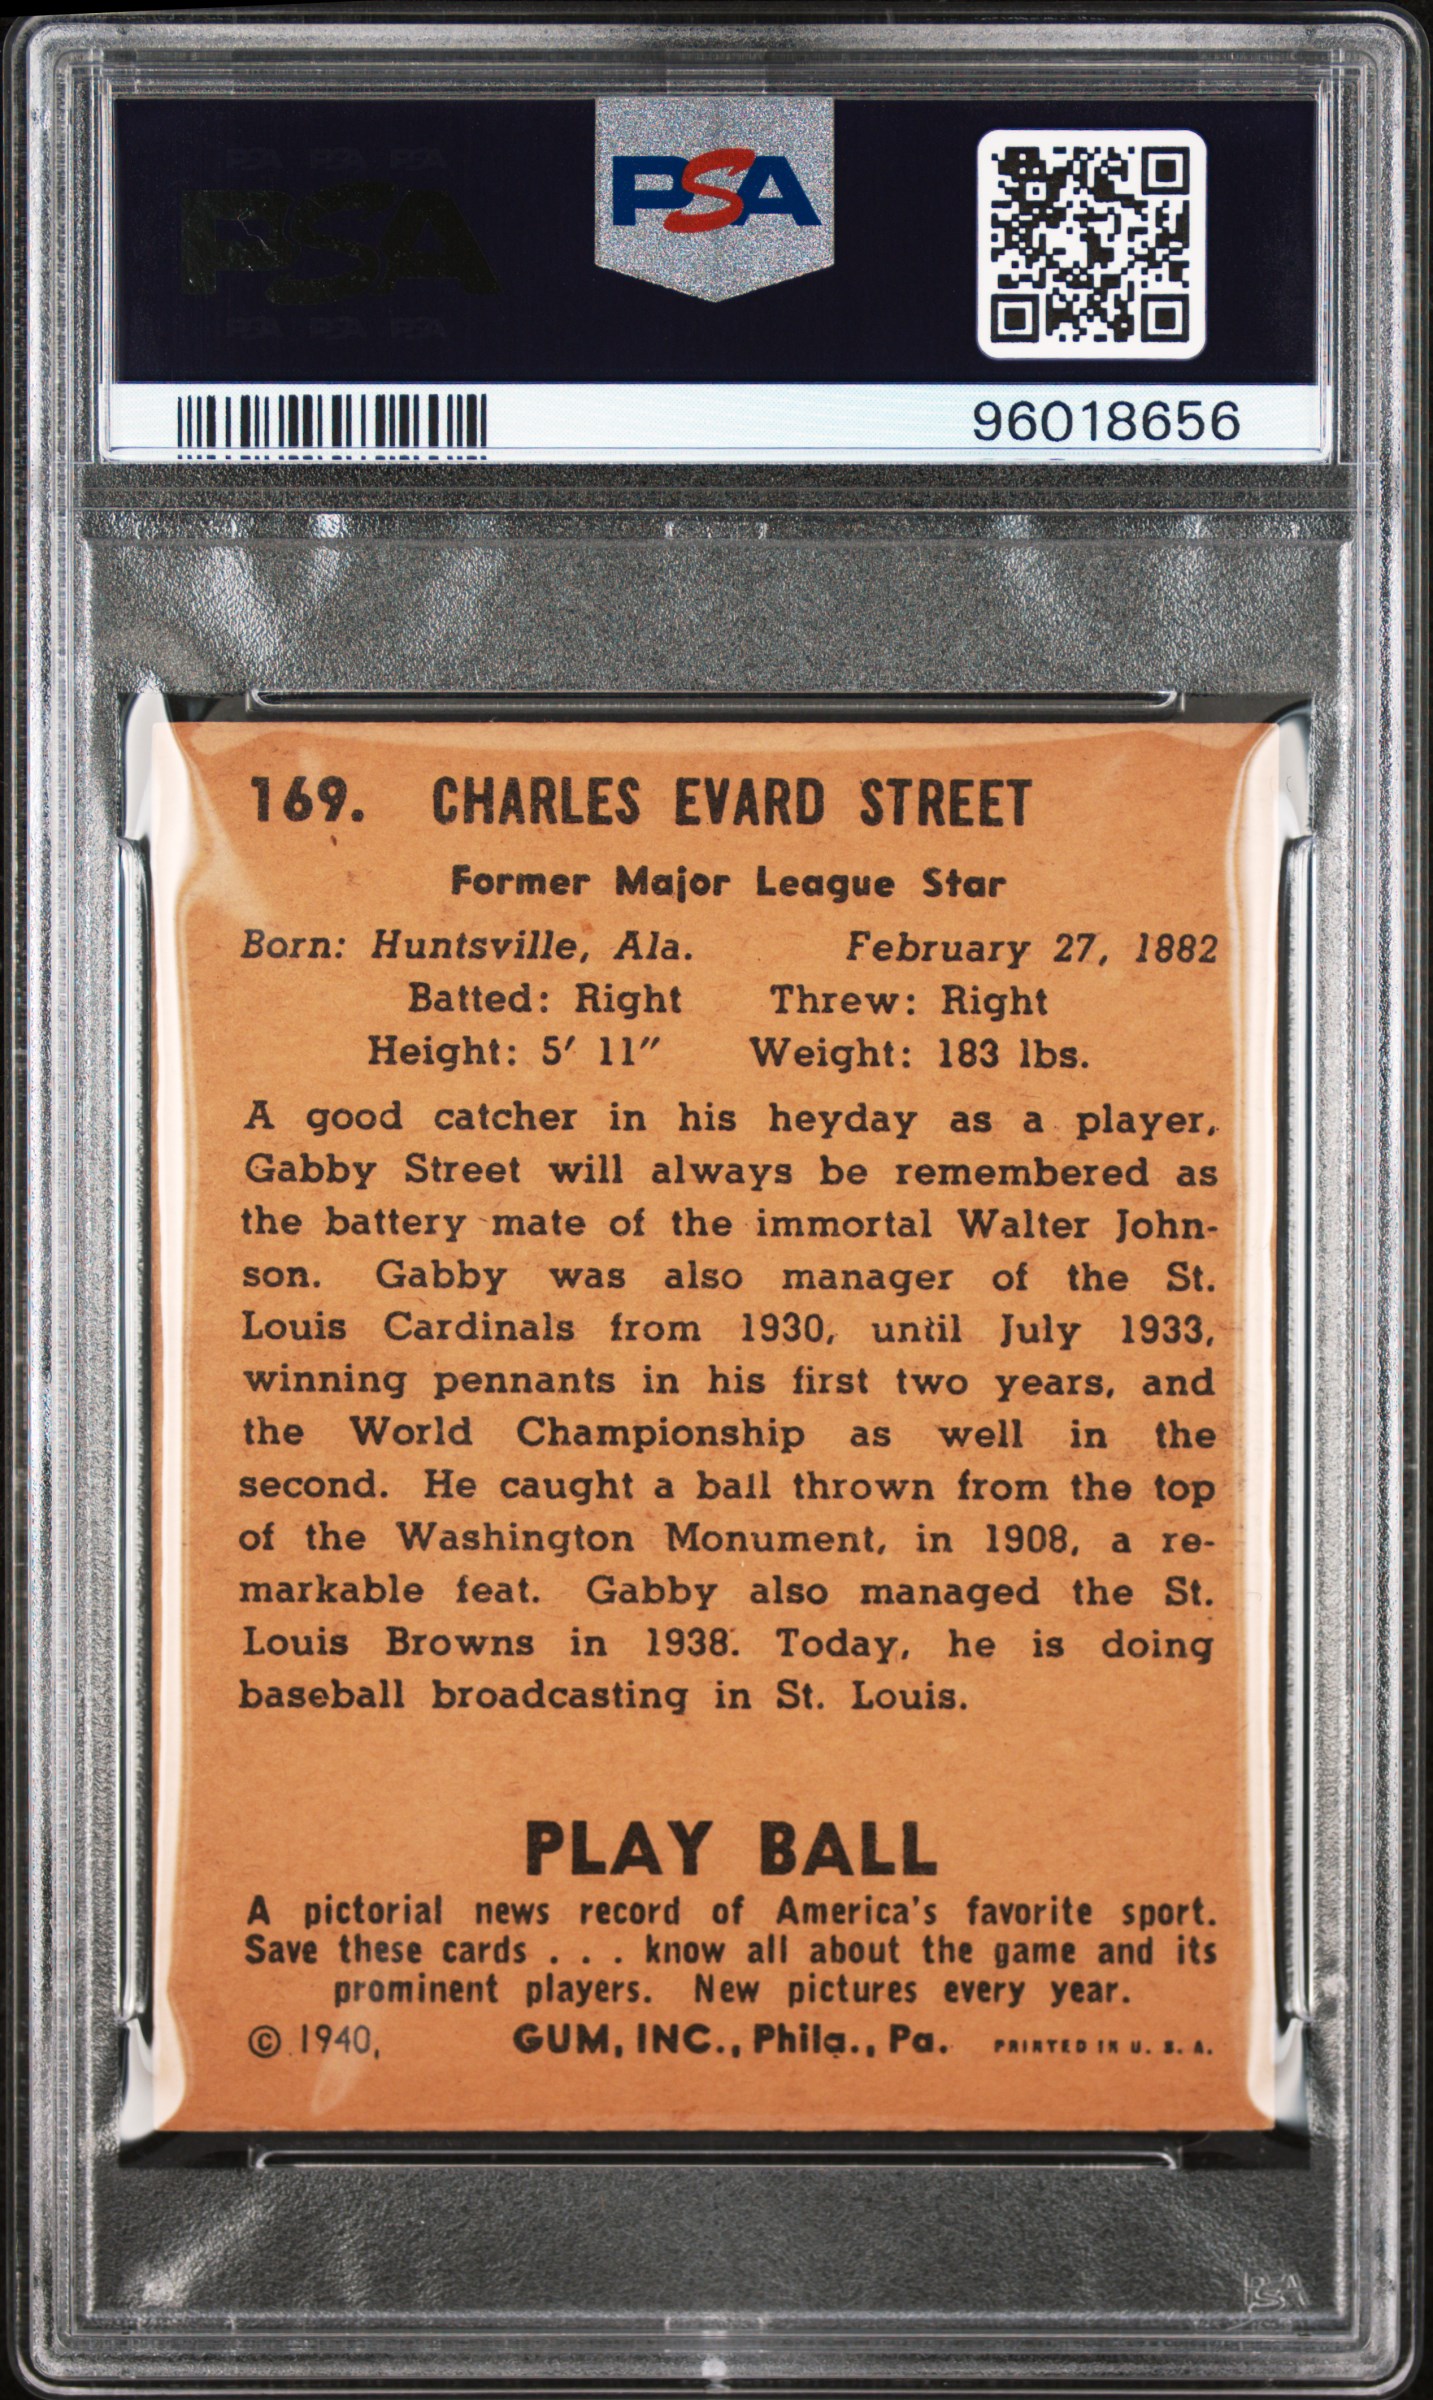 PSA PSA PSA
PSA
PSA PSA PSA
PSA
96018656
169. CHARLES EVARD STREET
Former Major League Star
Born: Huntsville, Ala. February 27, 1882
Batted: Right Threw: Right
Height: 5′ 11″ Weight: 183 lbs.
A good catcher in his heyday as a player,
Gabby Street will always be remembered as
the battery mate of the immortal Walter John-
son. Gabby was also manager of the St.
Louis Cardinals from 1930, until July 1933,
winning pennants in his first two years, and
the World Championship as well in the
second. He caught a ball thrown from the top
of the Washington Monument, in 1908, a re-
markable feat. Gabby also managed the St.
Louis Browns in 1938. Today, he is doing
baseball broadcasting in St. Louis.
PLAY BALL
A pictorial news record of America's favorite sport.
Save these cards . . . know all about the game and its
prominent players. New pictures every year.
© 1940, GUM, INC., Phila., Pa. PRINTED IN U. S. A.
PSA